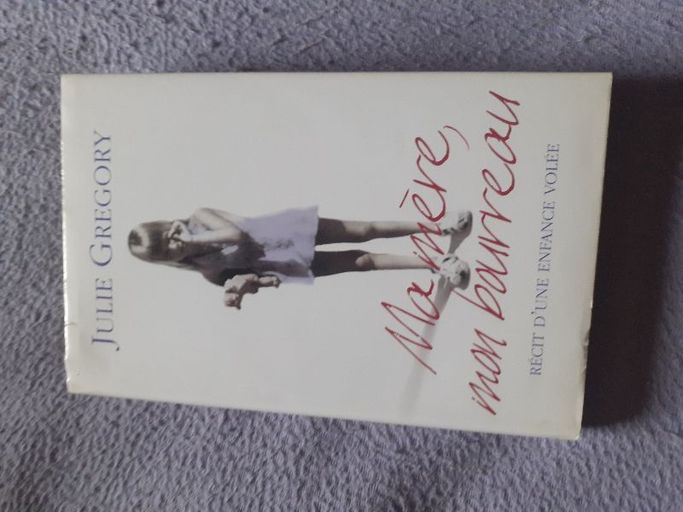 JULIE GREGORY
Ma mère,
mon bourreau
RÉCIT D'UNE ENFANCE VOLÉE